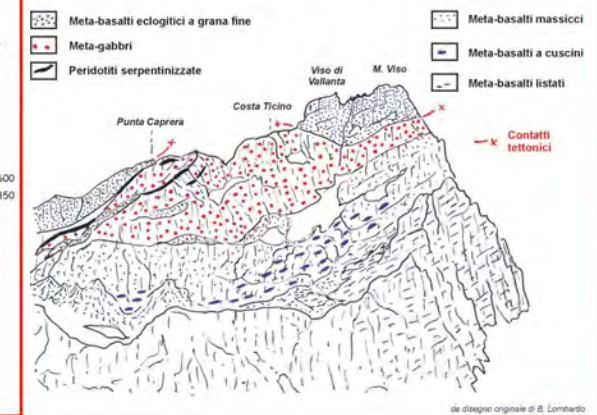 Meta-basalti eclogitici a grana fine
Meta-gabbri
Peridotiti serpentinizzate
Meta-basalti massicci
Meta-basalti a cuscini
Meta-basalti listati
Viso di
Vallanta
M. Viso
Costa Ticino
Punta Caprera
Contatti
tettonici
da disegno originale di B. Lombardo